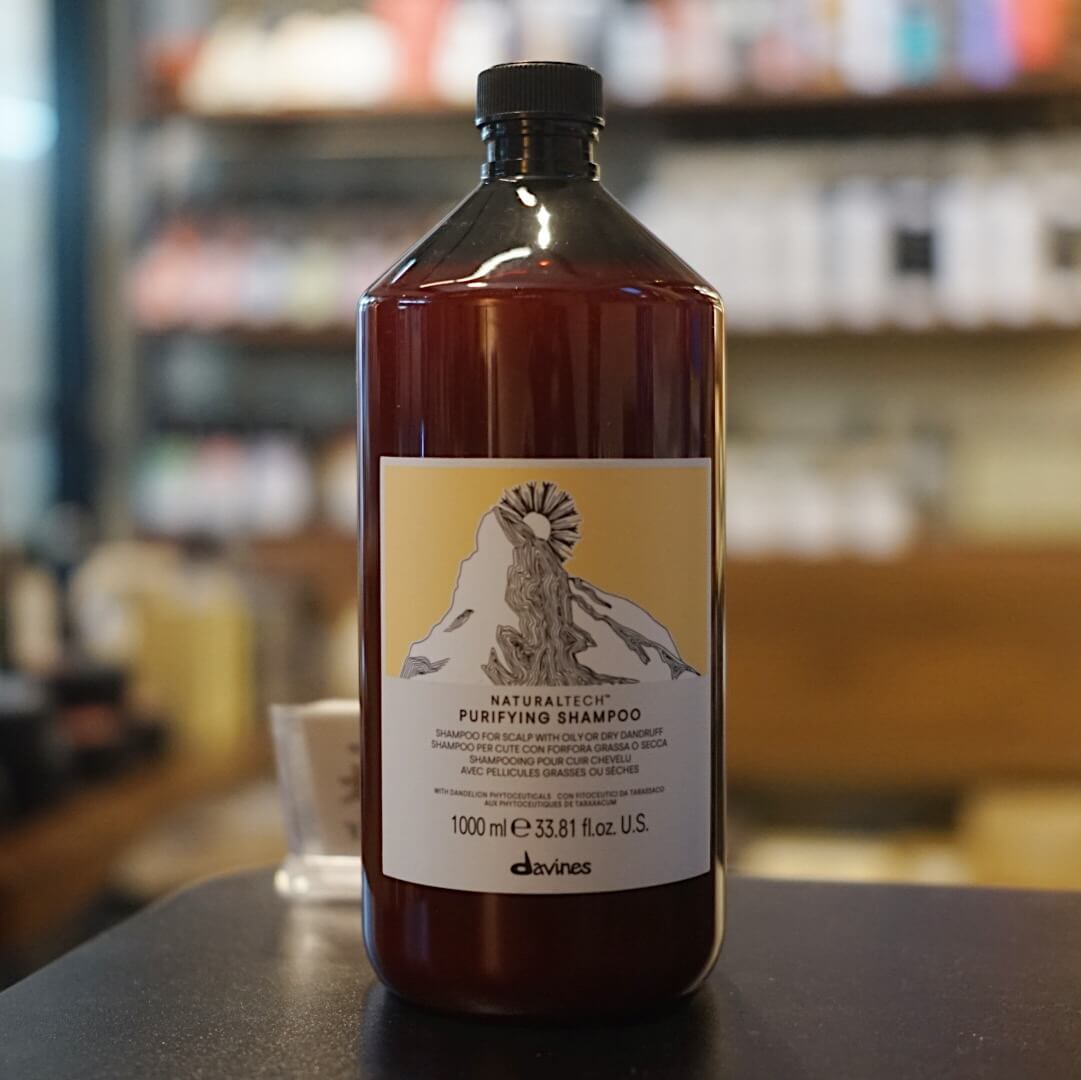 NATURALTECH™
PURIFYING SHAMPOO
SHAMPOO FOR SCALP WITH OILY OR DRY DANDRUFF
SHAMPOO PER CUTE CON FORFORA GRASSA O SECCA
SHAMPOOING POUR CUIR CHEVELU
AVEC PELLICULES GRASSES OU SÈCHES
WITH DANDELION PHYTOCEUTICALS CON FITOCEUTICI DA TARASSACO
AUX PHYTOCEUTIQUES DE TARAXACUM
1000 ml ℮ 33.81 fl.oz. U.S.
davines